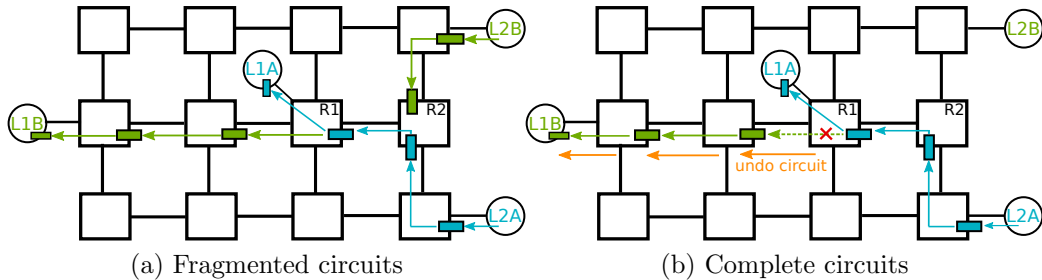 L2B
L2B
L1A
L1A
R1
R2
R1
R2
L1B
L1B
undo circuit
L2A
L2A
(a) Fragmented circuits
(b) Complete circuits